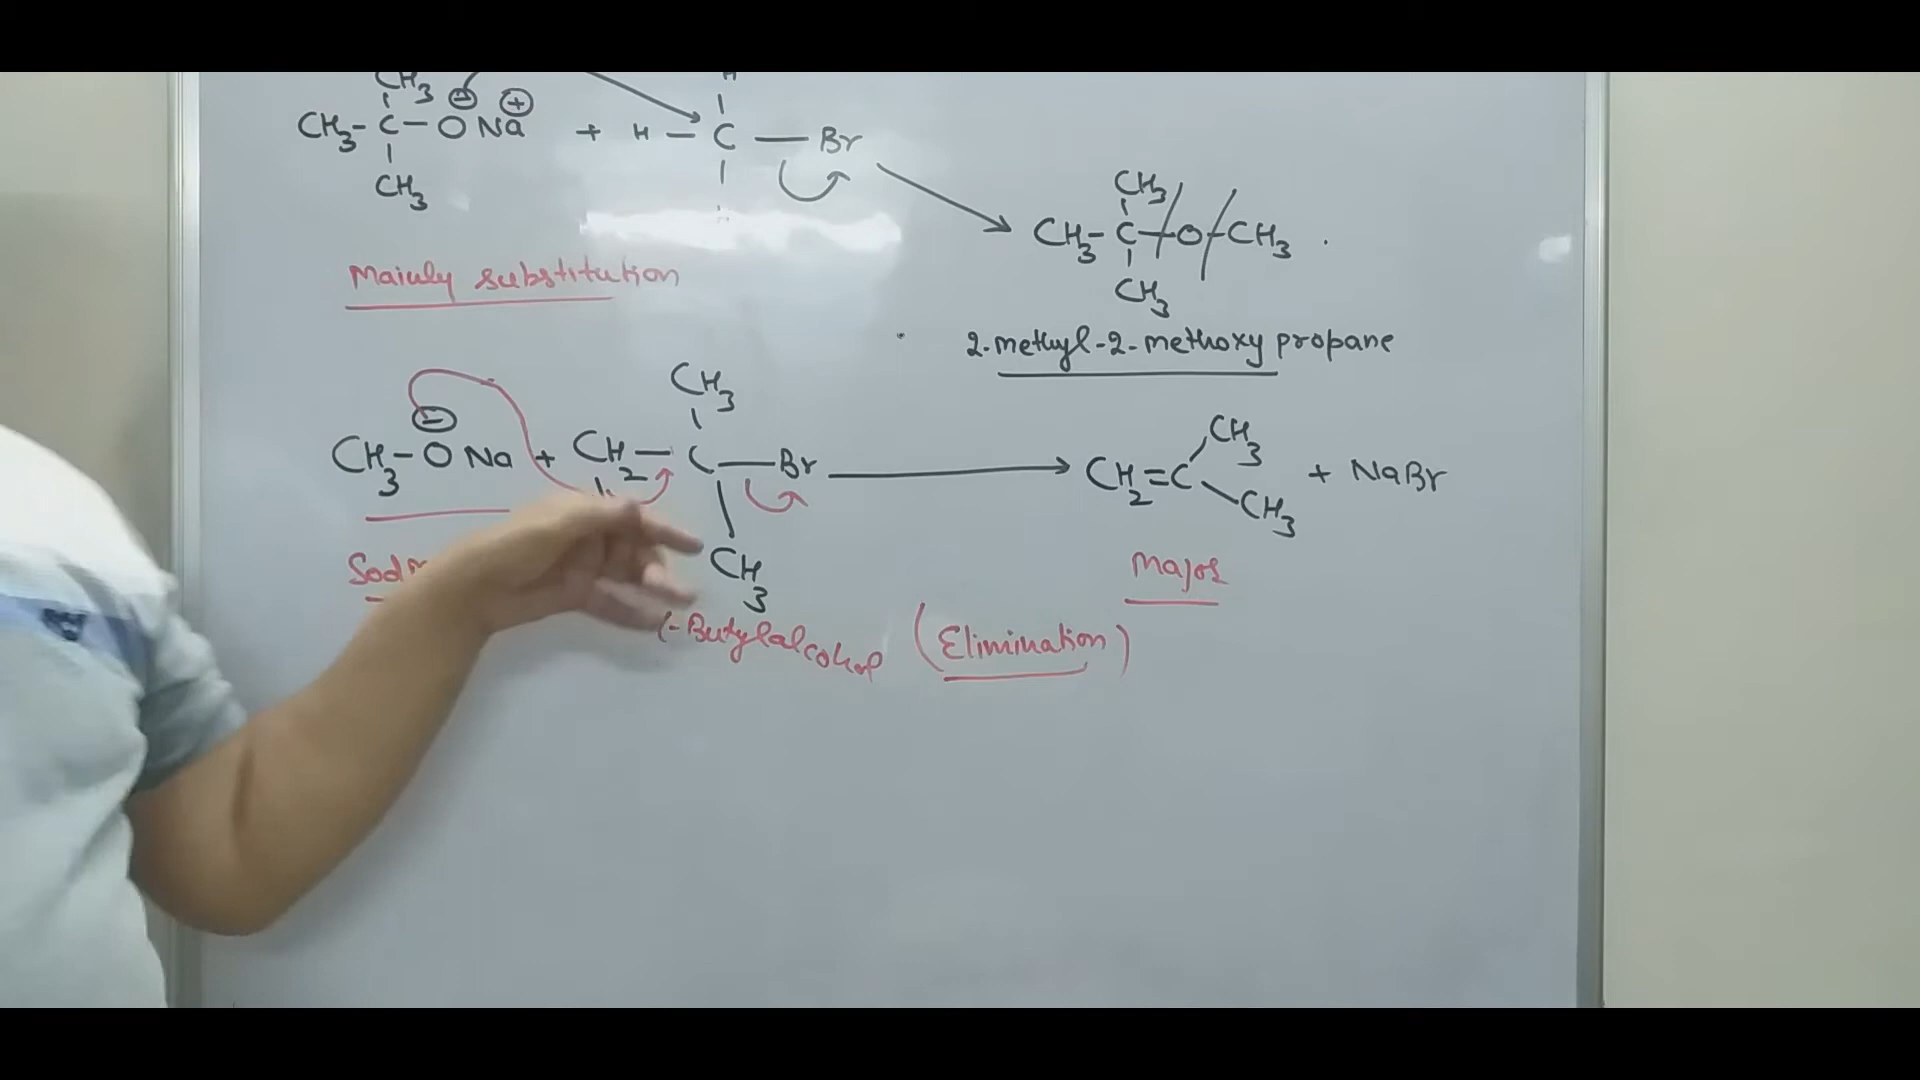 CH3 H
CH3-C-O⊖ Na⊕ + H-C-Br
CH3
CH3
CH3-C-O-CH3
CH3
Mainly substitution
2-methyl-2-methoxy propane
CH3
CH3-O⊖ Na + CH2-C-Br → CH2=C + NaBr
CH3
CH3
CH3
Major
-Butylalcohol (Elimination)